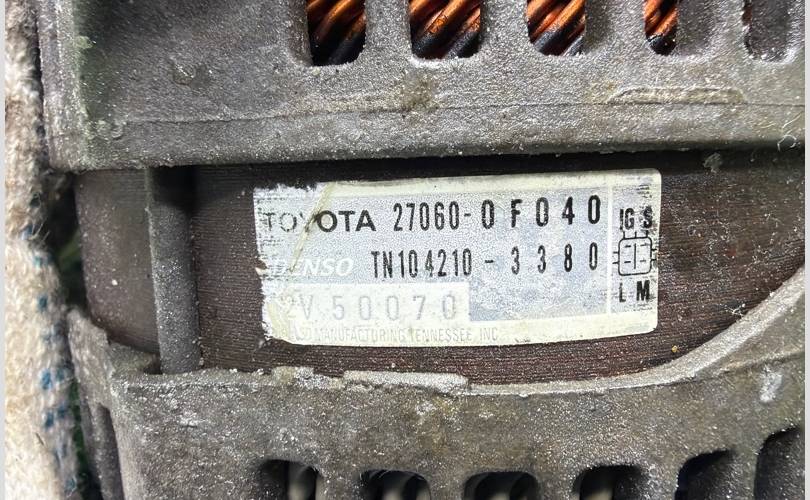 TOYOTA 27060-0F040
IG S
DENSO TN104210-3380
L M
2V 50070
MANUFACTURING TENNESSEE, INC